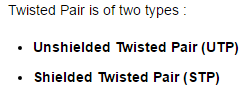 Twisted Pair is of two types :
• Unshielded Twisted Pair (UTP)
• Shielded Twisted Pair (STP)